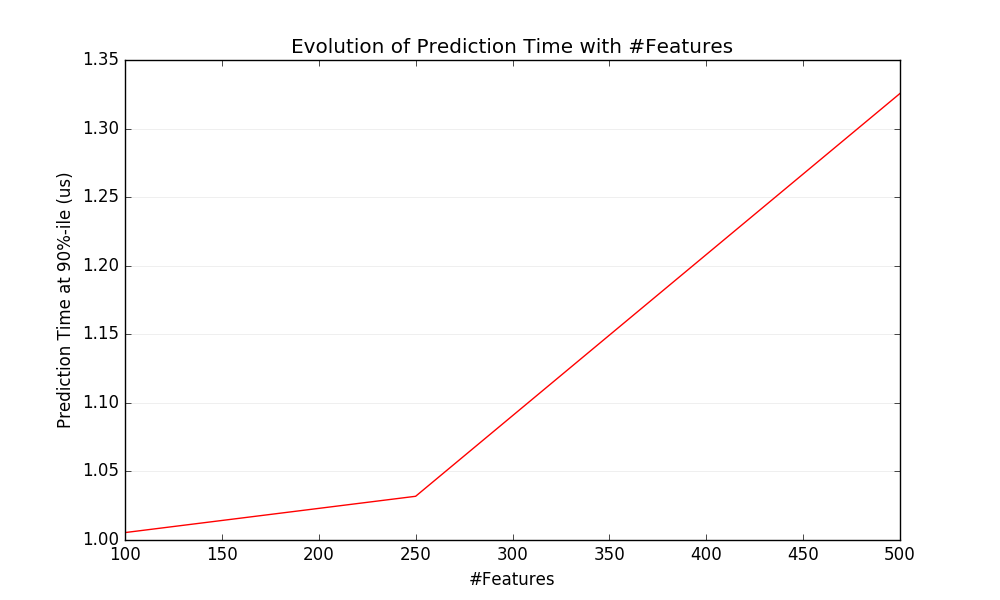 Evolution of Prediction Time with #Features
Prediction Time at 90%-ile (us)
1.35
1.30
1.25
1.20
1.15
1.10
1.05
1.00
100 150 200 250 300 350 400 450 500
#Features